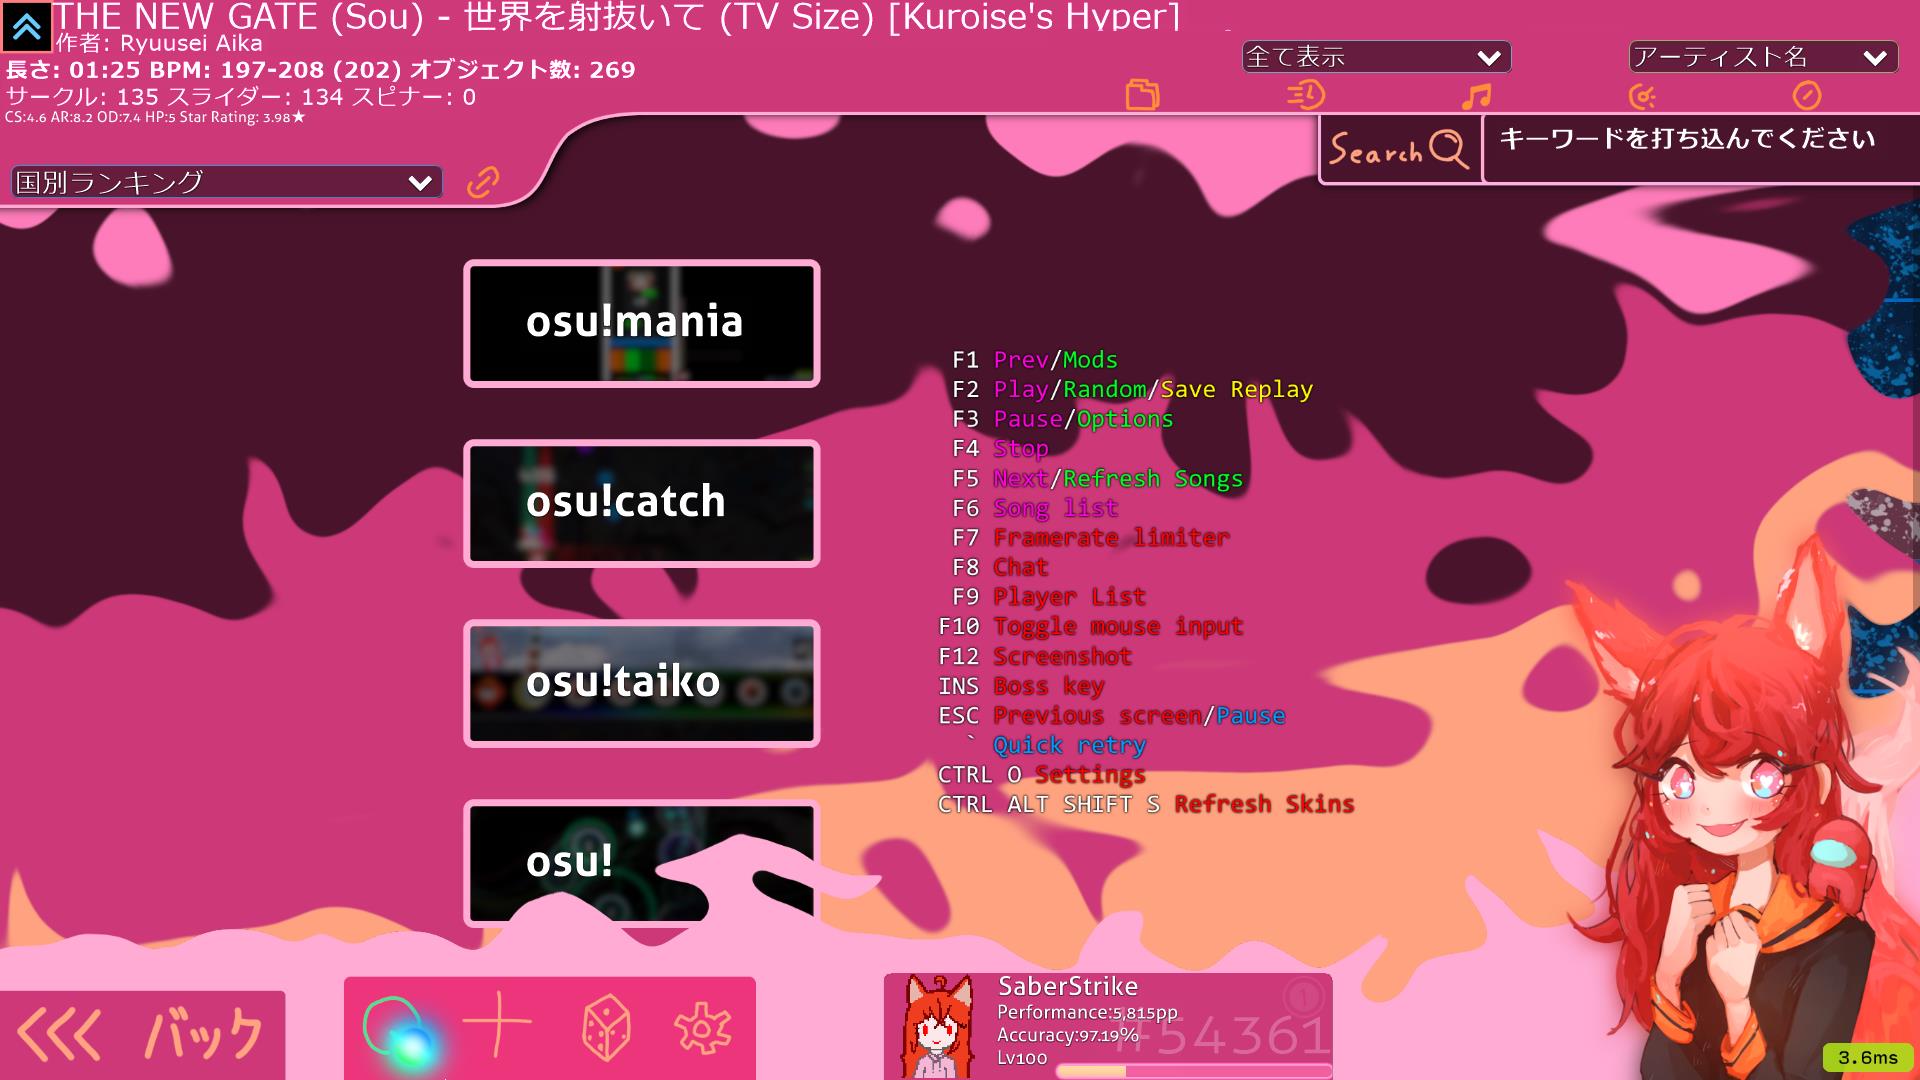 THE NEW GATE (Sou) - 世界を射抜いて (TV Size) [Kuroise's Hyper]
作者: Ryuusei Aika
長さ: 01:25 BPM: 197-208 (202) オブジェクト数: 269
サークル: 135 スライダー: 134 スピナー: 0
CS:4.6 AR:8.2 OD:7.4 HP:5 Star Rating: 3.98★
全て表示
アーティスト名
国別ランキング
Search
キーワードを打ち込んでください
osu!mania
osu!catch
osu!taiko
osu!
F1 Prev/Mods
F2 Play/Random/Save Replay
F3 Pause/Options
F4 Stop
F5 Next/Refresh Songs
F6 Song list
F7 Framerate limiter
F8 Chat
F9 Player List
F10 Toggle mouse input
F12 Screenshot
INS Boss key
ESC Previous screen/Pause
` Quick retry
CTRL O Settings
CTRL ALT SHIFT S Refresh Skins
バック
SaberStrike
Performance:5,815pp
Accuracy:97.19%
Lv100
#54361
3.6ms